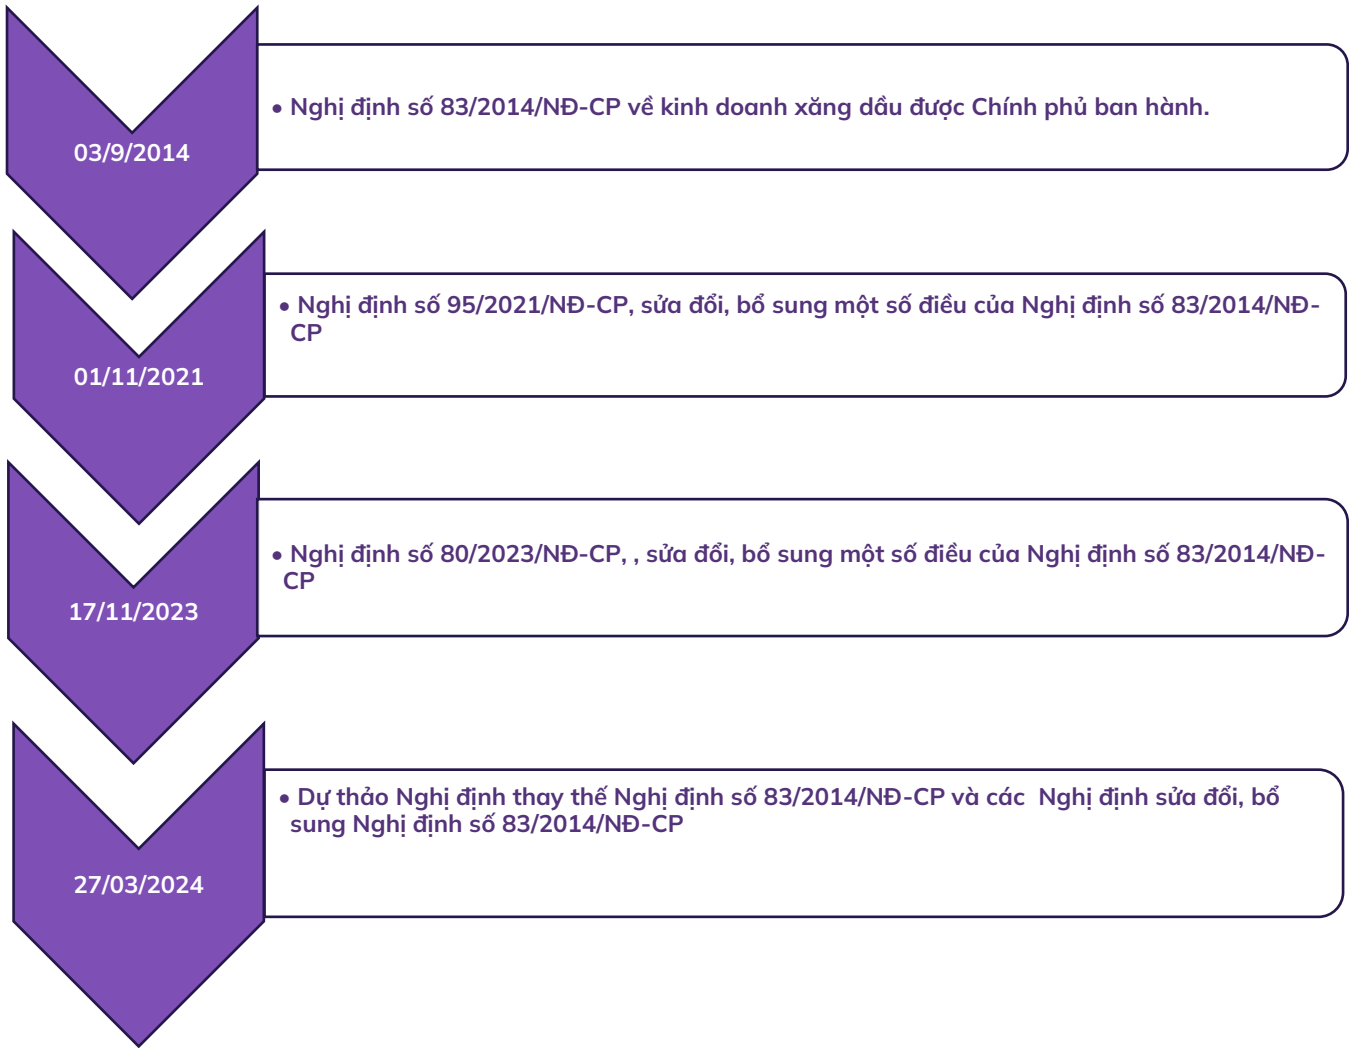 03/9/2014
• Nghị định số 83/2014/NĐ-CP về kinh doanh xăng dầu được Chính phủ ban hành.
01/11/2021
• Nghị định số 95/2021/NĐ-CP, sửa đổi, bổ sung một số điều của Nghị định số 83/2014/NĐ-
CP
17/11/2023
• Nghị định số 80/2023/NĐ-CP, , sửa đổi, bổ sung một số điều của Nghị định số 83/2014/NĐ-
CP
27/03/2024
• Dự thảo Nghị định thay thế Nghị định số 83/2014/NĐ-CP và các  Nghị định sửa đổi, bổ
sung Nghị định số 83/2014/NĐ-CP